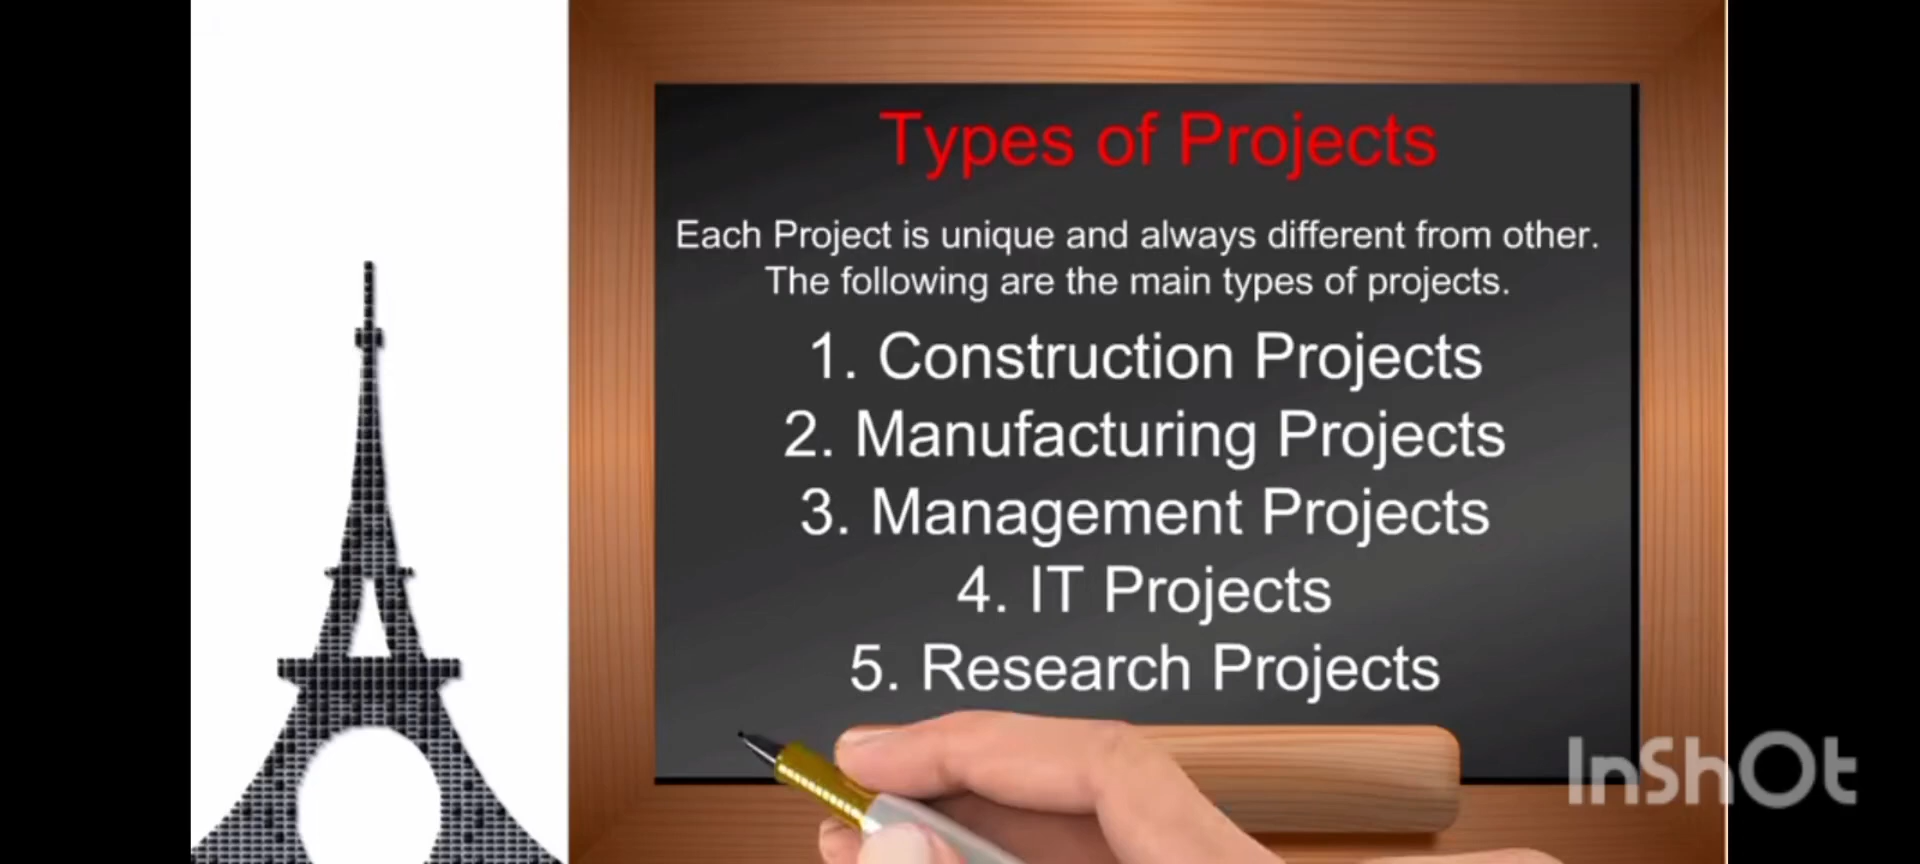 Types of Projects
Each Project is unique and always different from other.
The following are the main types of projects.
1. Construction Projects
2. Manufacturing Projects
3. Management Projects
4. IT Projects
5. Research Projects
InShOt